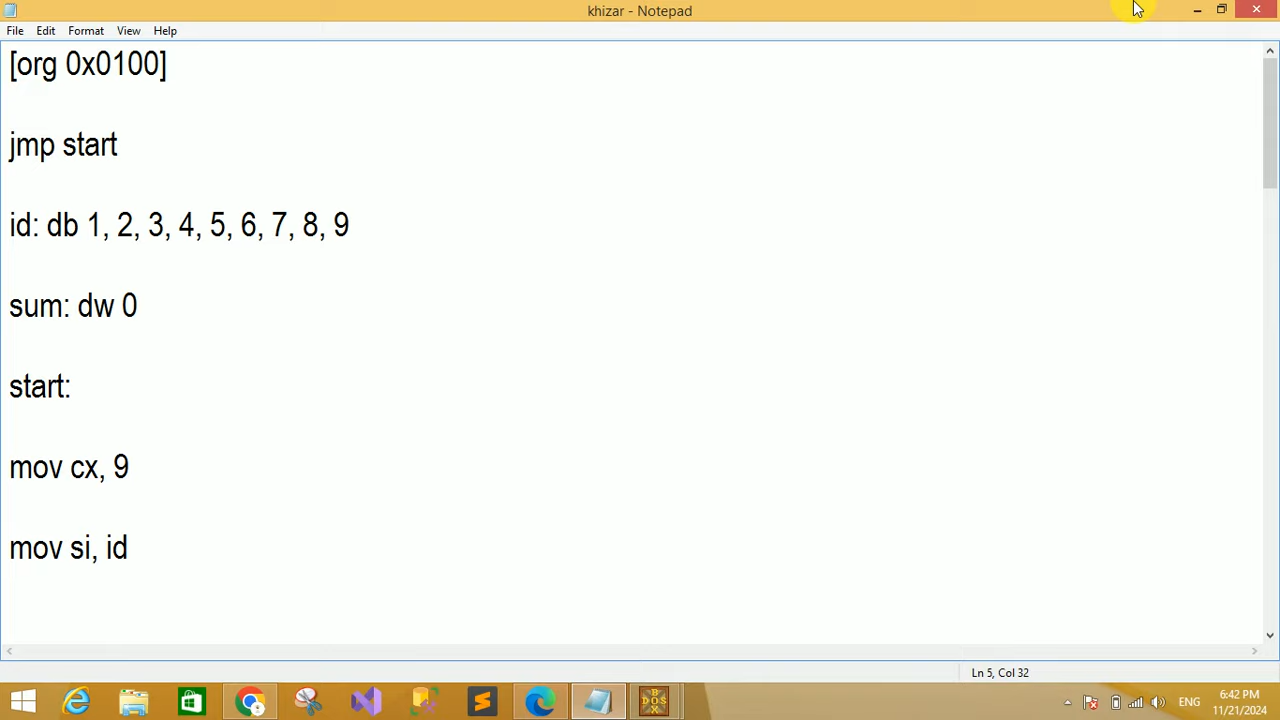 khizar - Notepad
File Edit Format View Help
[org 0x0100]
jmp start
id: db 1, 2, 3, 4, 5, 6, 7, 8, 9
sum: dw 0
start:
mov cx, 9
mov si, id
Ln 5, Col 32
BOSX
DOS
ENG
6:42 PM
11/21/2024